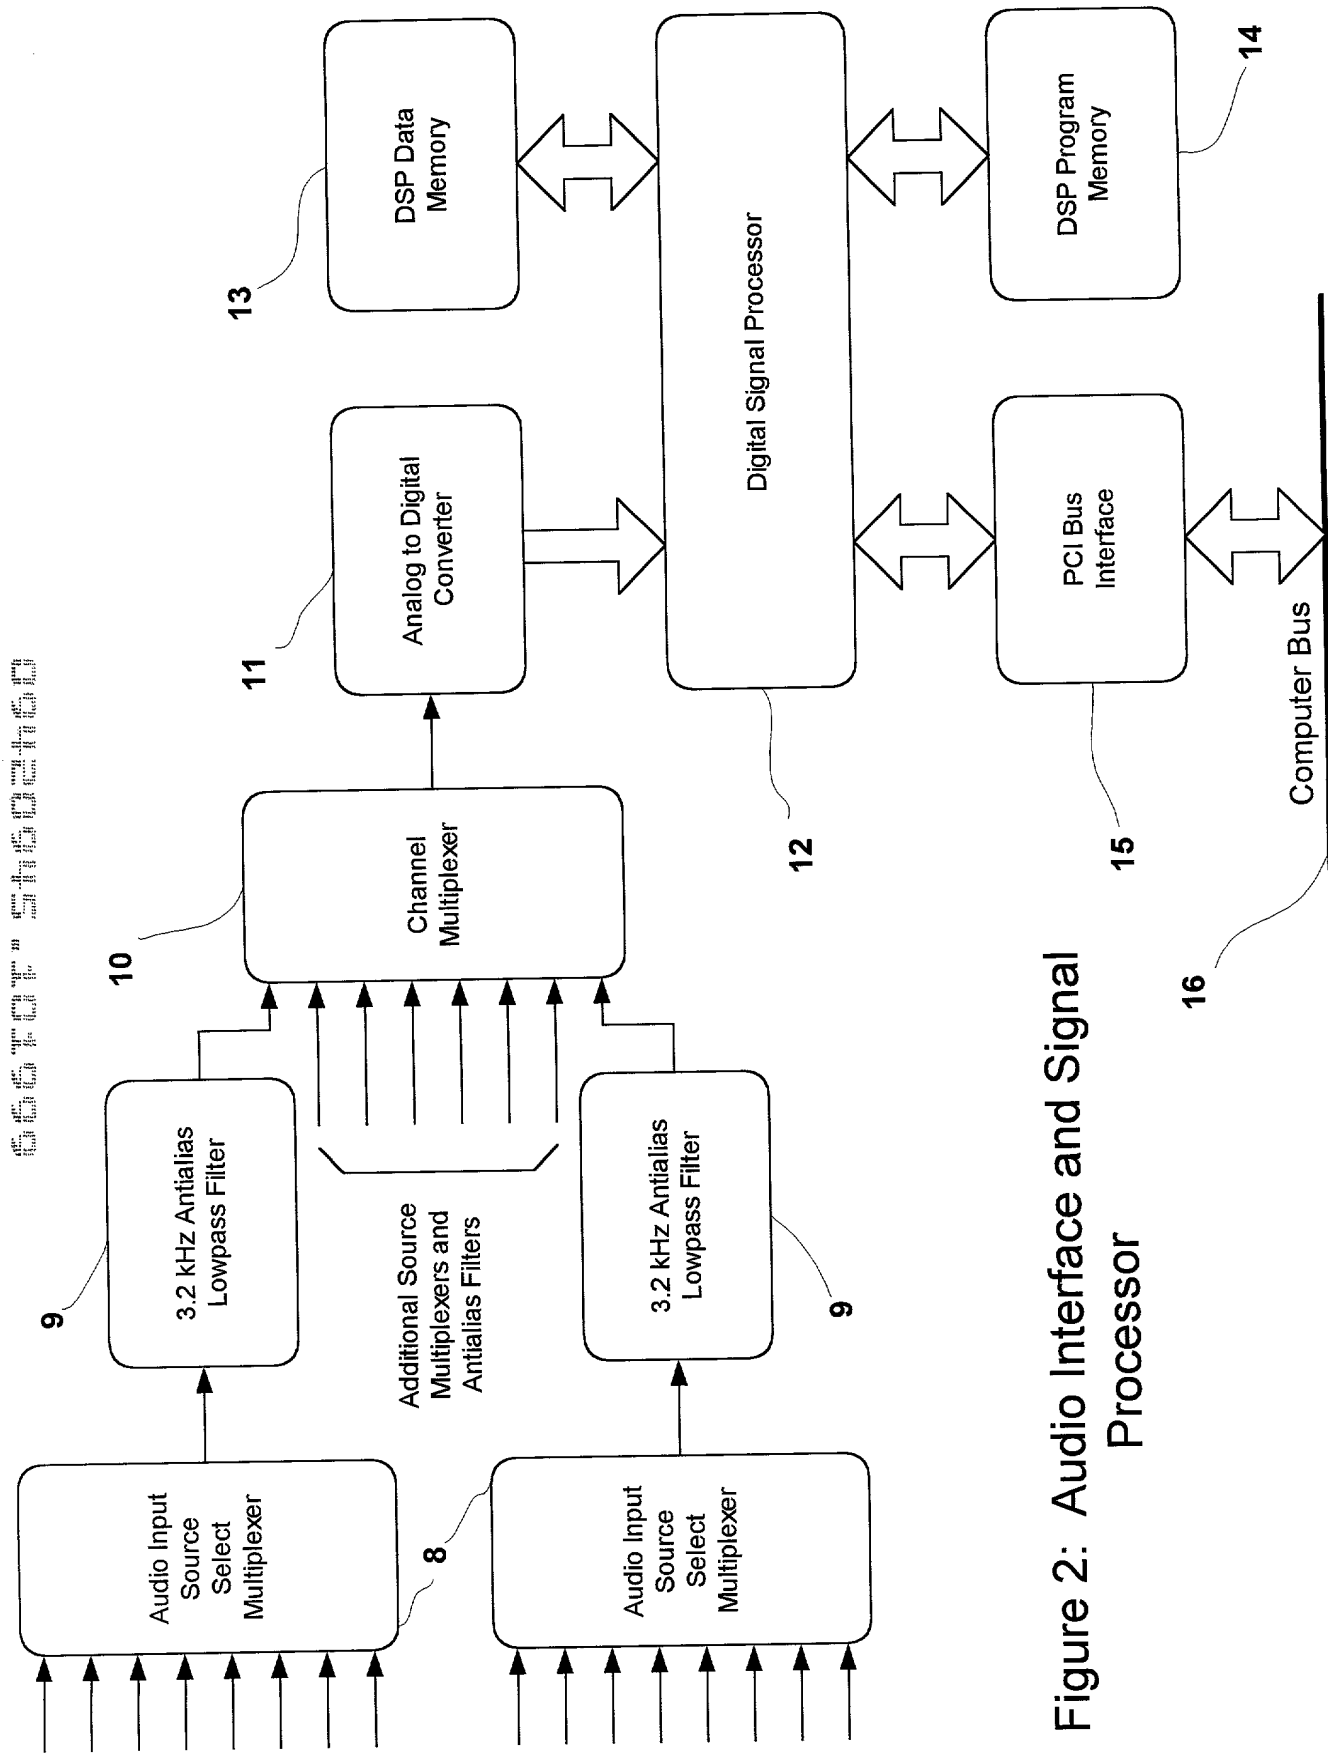 Audio Input
Source
Select
Multiplexer
8
Audio Input
Source
Select
Multiplexer
9
3.2 kHz Antialias
Lowpass Filter
Additional Source
Multiplexers and
Antialias Filters
3.2 kHz Antialias
Lowpass Filter
9
10
Channel
Multiplexer
11
Analog to Digital
Converter
13
DSP Data
Memory
12
Digital Signal Processor
15
PCI Bus
Interface
DSP Program
Memory
14
Computer Bus
16
Figure 2: Audio Interface and Signal
Processor